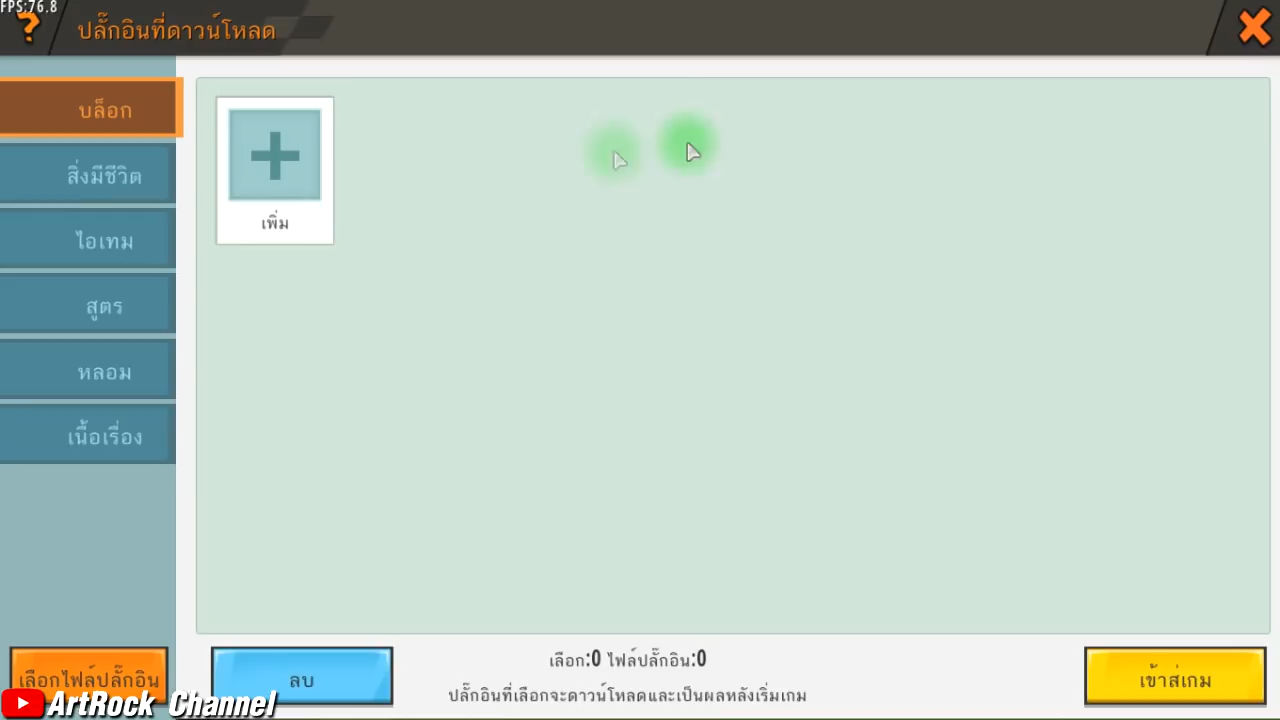 FPS:76.8
?
ปลั๊กอินที่ดาวน์โหลด
บล็อก
สิ่งมีชีวิต
ไอเทม
สูตร
หลอม
เนื้อเรื่อง
เพิ่ม
เลือกไฟล์ปลั๊กอิน
ลบ
เลือก:0 ไฟล์ปลั๊กอิน:0
ปลั๊กอินที่เลือกจะดาวน์โหลดและเป็นผลหลังเริ่มเกม
เข้าสู่เกม
ArtRock Channel